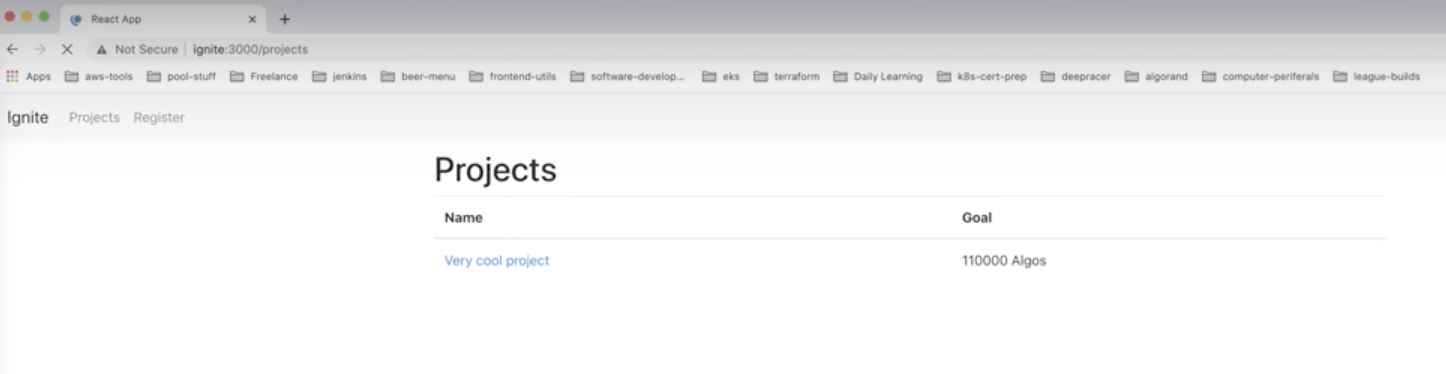 React App
Not Secure ignite:3000/projects
Apps aws-tools pool-stuff Freelance jenkins beer-menu frontend-utils software-develop... eks terraform Daily Learning k8s-cert-prep deepracer algorand computer-periferals league-builds
Ignite Projects Register
Projects
Name Goal
Very cool project 110000 Algos